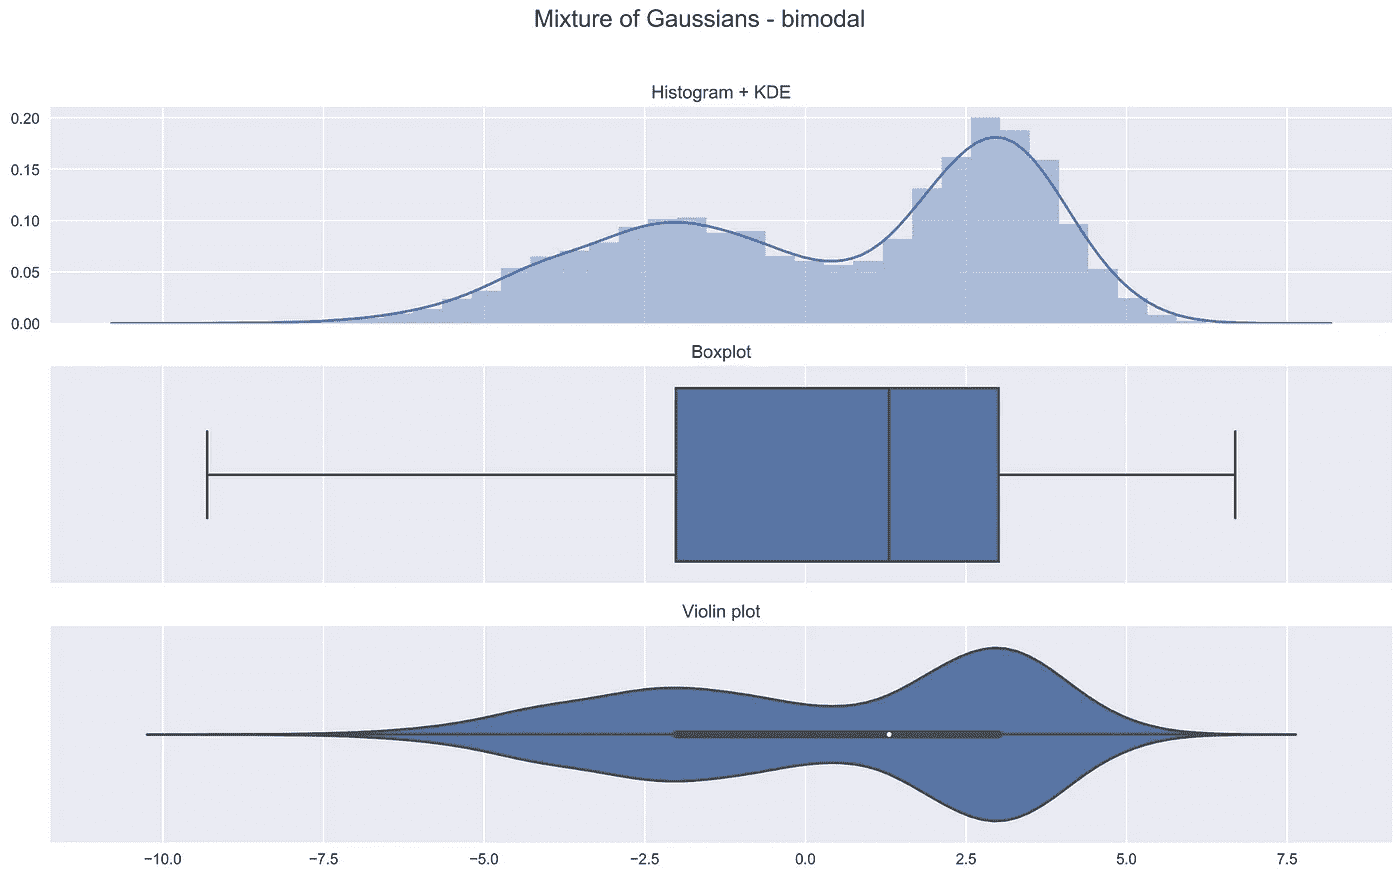 Mixture of Gaussians - bimodal
Histogram + KDE
0.20
0.15
0.10
0.05
0.00
Boxplot
Violin plot
−10.0 −7.5 −5.0 −2.5 0.0 2.5 5.0 7.5